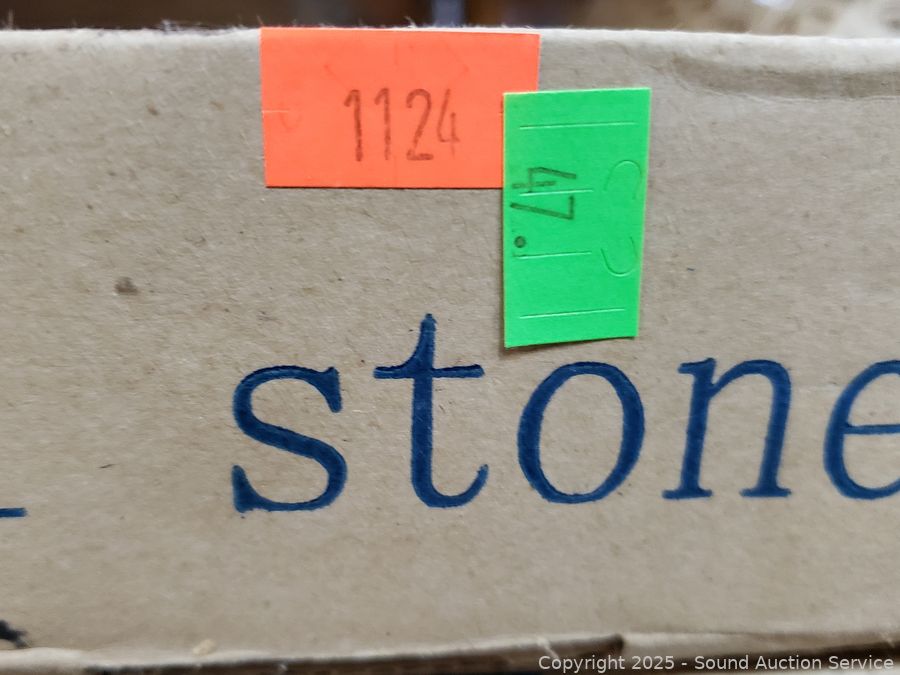 1124
47.
stone
Copyright 2025 - Sound Auction Service